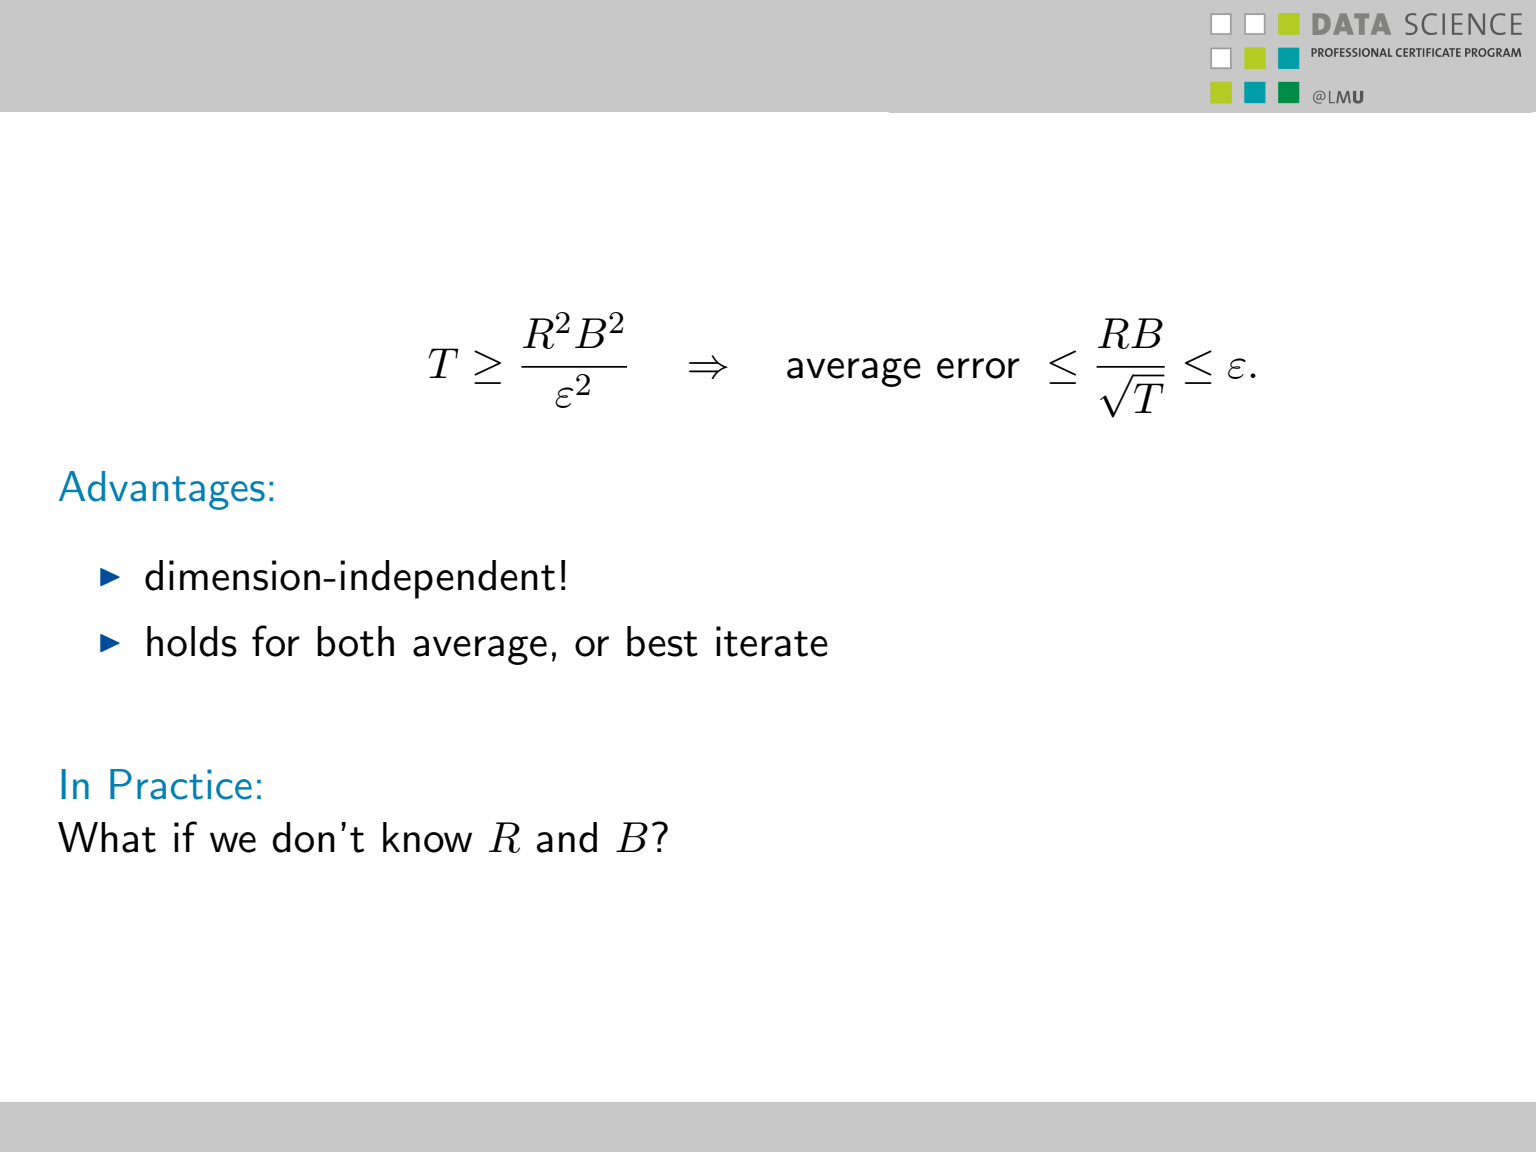 DATA SCIENCE
PROFESSIONAL CERTIFICATE PROGRAM
@LMU
T ≥ R²B²/ε² ⇒ average error ≤ RB/√T ≤ ε.
Advantages:
▶ dimension-independent!
▶ holds for both average, or best iterate
In Practice:
What if we don't know R and B?